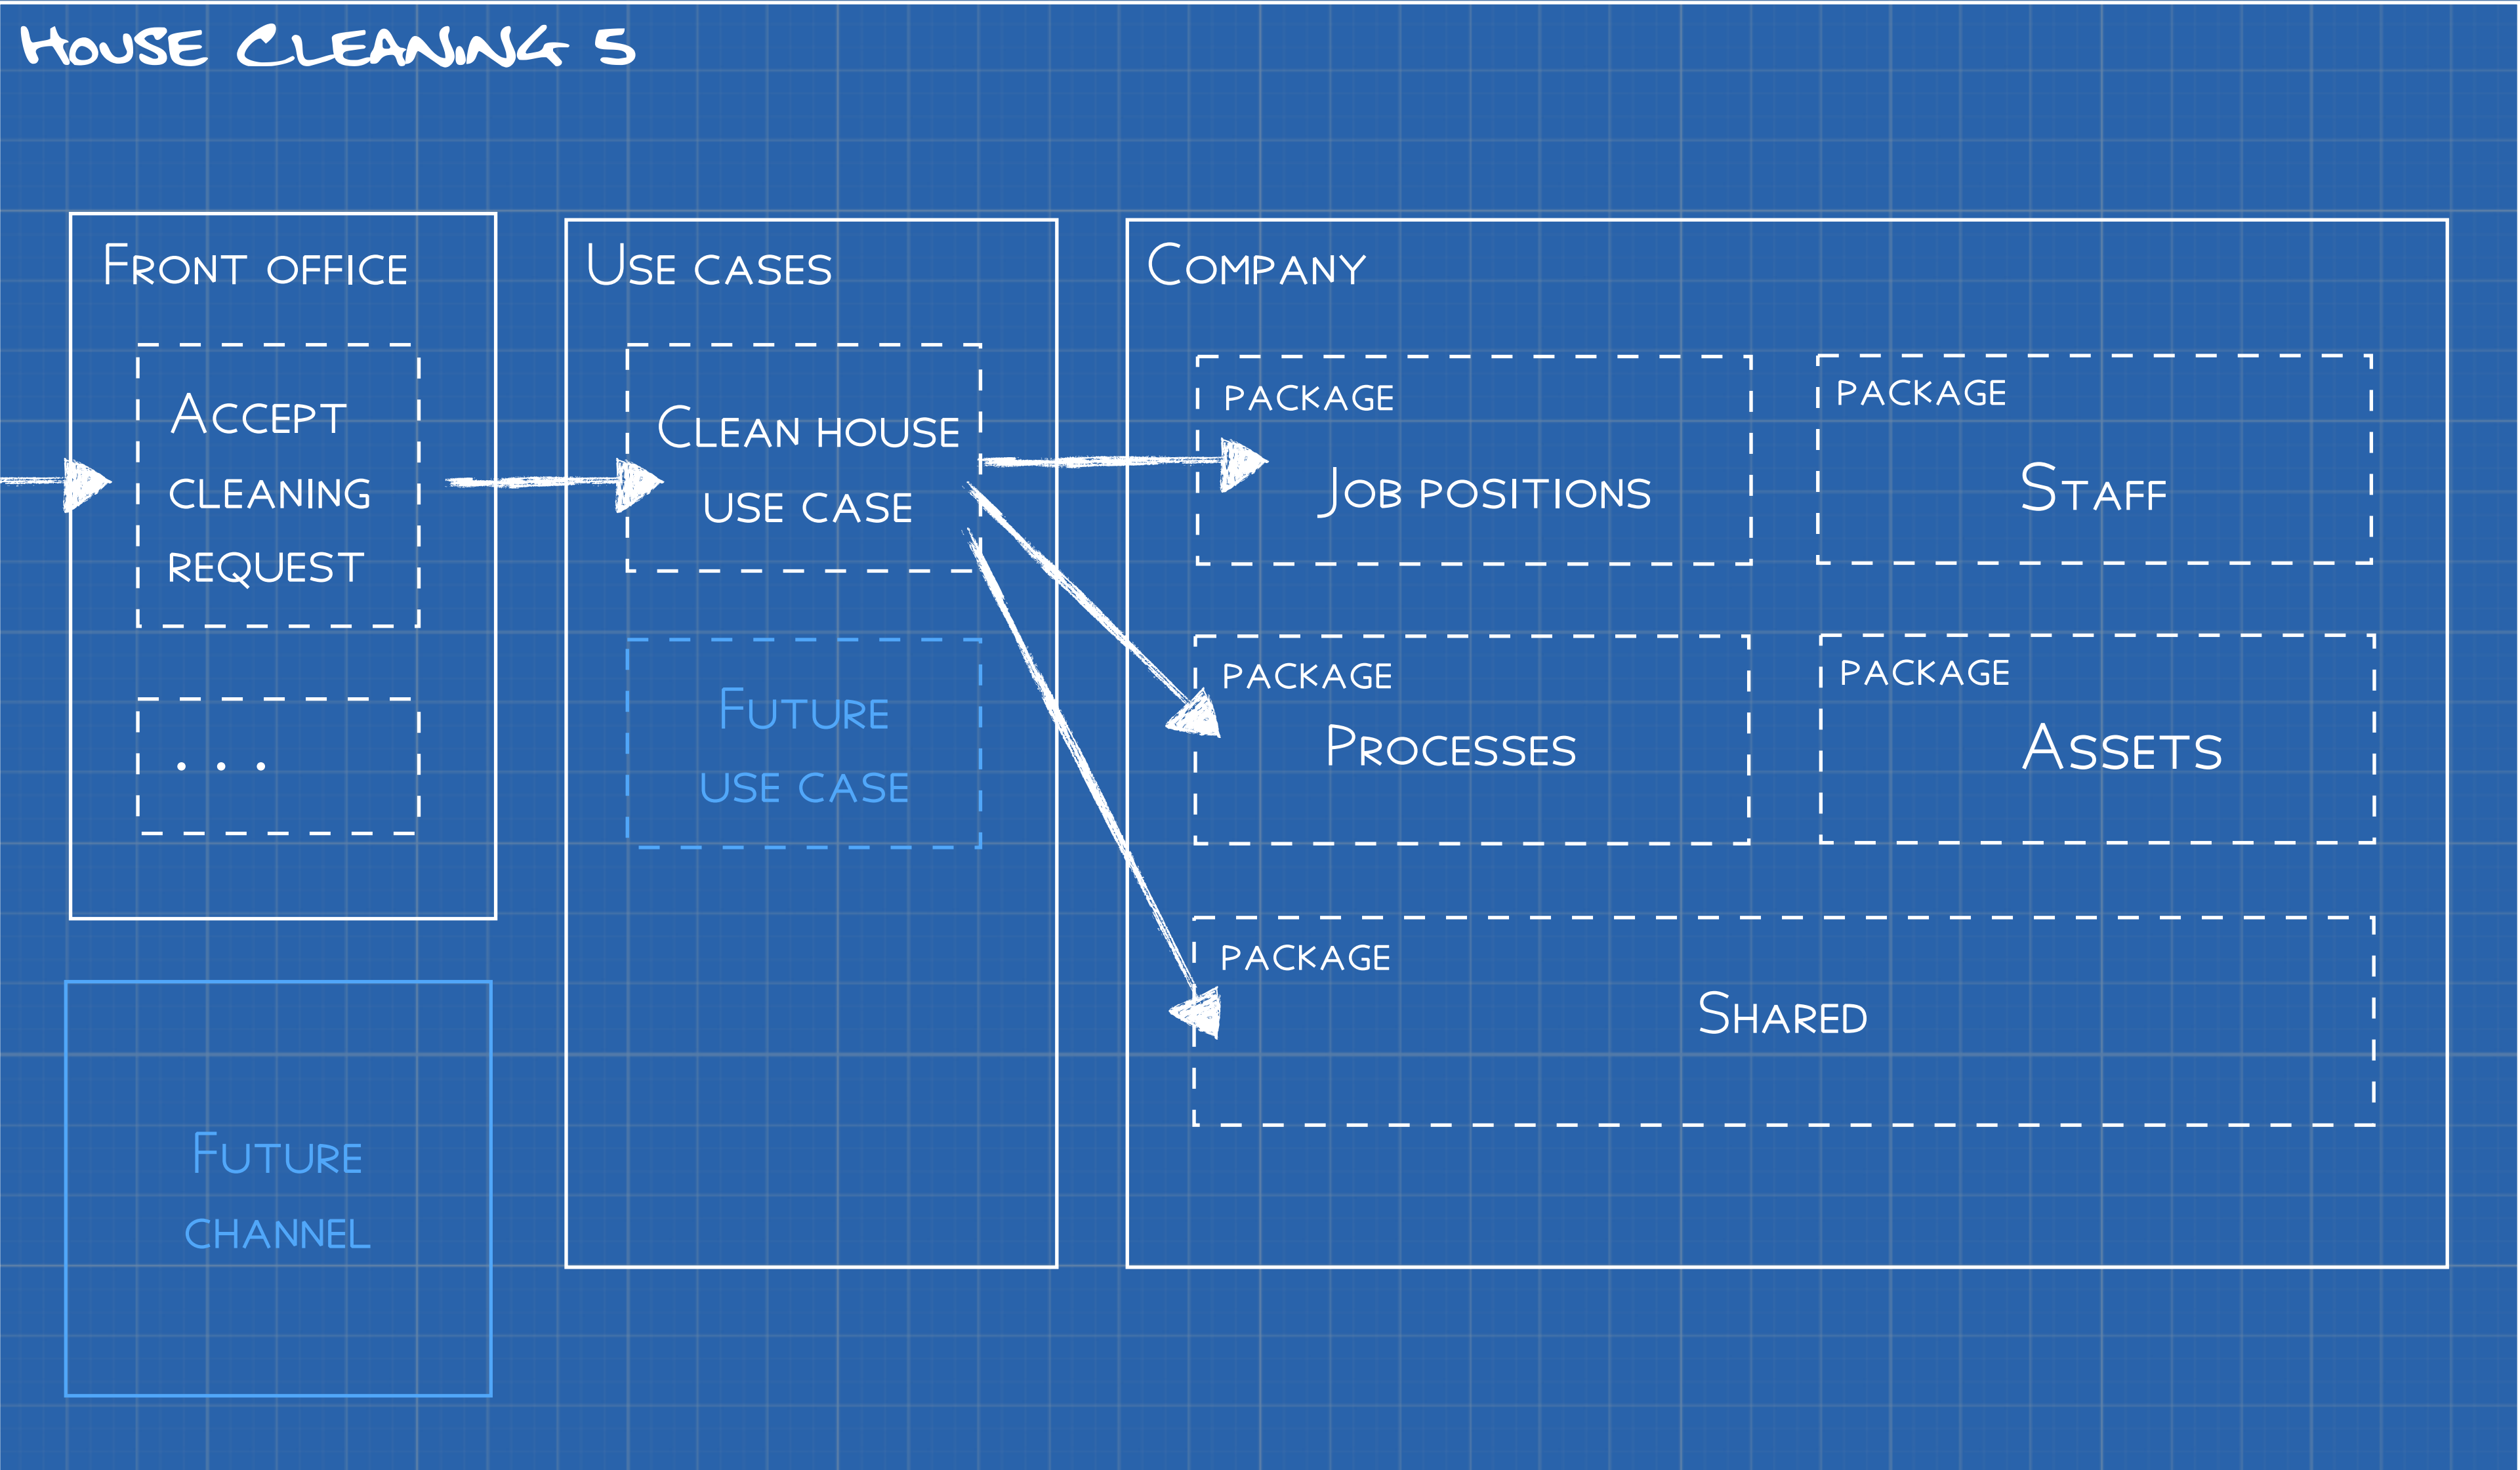 House Cleaning 5
Front office
Accept
cleaning
request
. . .
Future
channel
Use cases
Clean house
use case
Future
use case
Company
package
Job positions
package
Staff
package
Processes
package
Assets
package
Shared